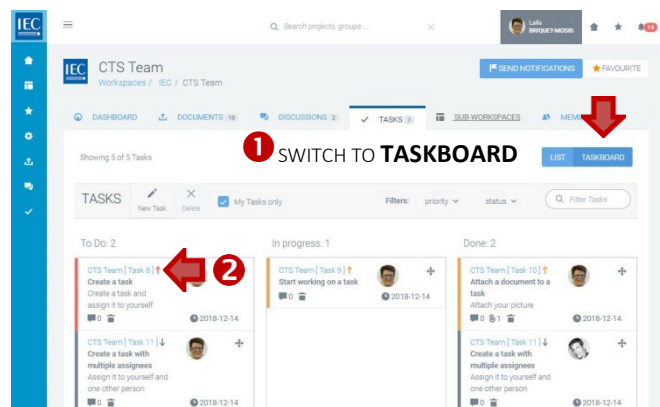 IEC
Search projects, groups...
Laila
BRIQUET-MOSIG
14
IEC
CTS Team
Workspaces / IEC / CTS Team
SEND NOTIFICATIONS
FAVOURITE
DASHBOARD
DOCUMENTS 10
DISCUSSIONS 2
TASKS 7
SUB-WORKSPACES
MEM
1 SWITCH TO TASKBOARD
Showing 5 of 5 Tasks
LIST
TASKBOARD
TASKS
New Task
Delete
My Tasks only
Filters:
priority
status
Filter Tasks
To Do: 2
In progress: 1
Done: 2
CTS Team [ Task 8 ]
Create a task
Create a task and
assign it to yourself
0
2018-12-14
2
CTS Team [ Task 9 ]
Start working on a task
0
2018-12-14
CTS Team [ Task 10 ]
Attach a document to a
task
Attach your picture
0 1
2018-12-14
CTS Team [ Task 11 ]
Create a task with
multiple assignees
Assign it to yourself and
one other person
0
2018-12-14
CTS Team [ Task 11 ]
Create a task with
multiple assignees
Assign it to yourself and
one other person
0
2018-12-14